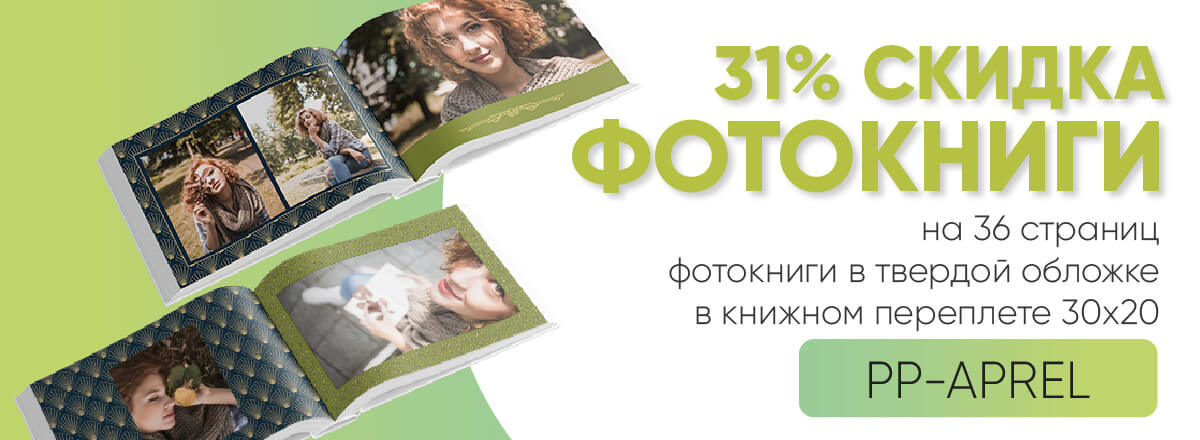 31% СКИДКА
ФОТОКНИГИ
на 36 страниц
фотокниги в твердой обложке
в книжном переплете 30х20
PP-APREL